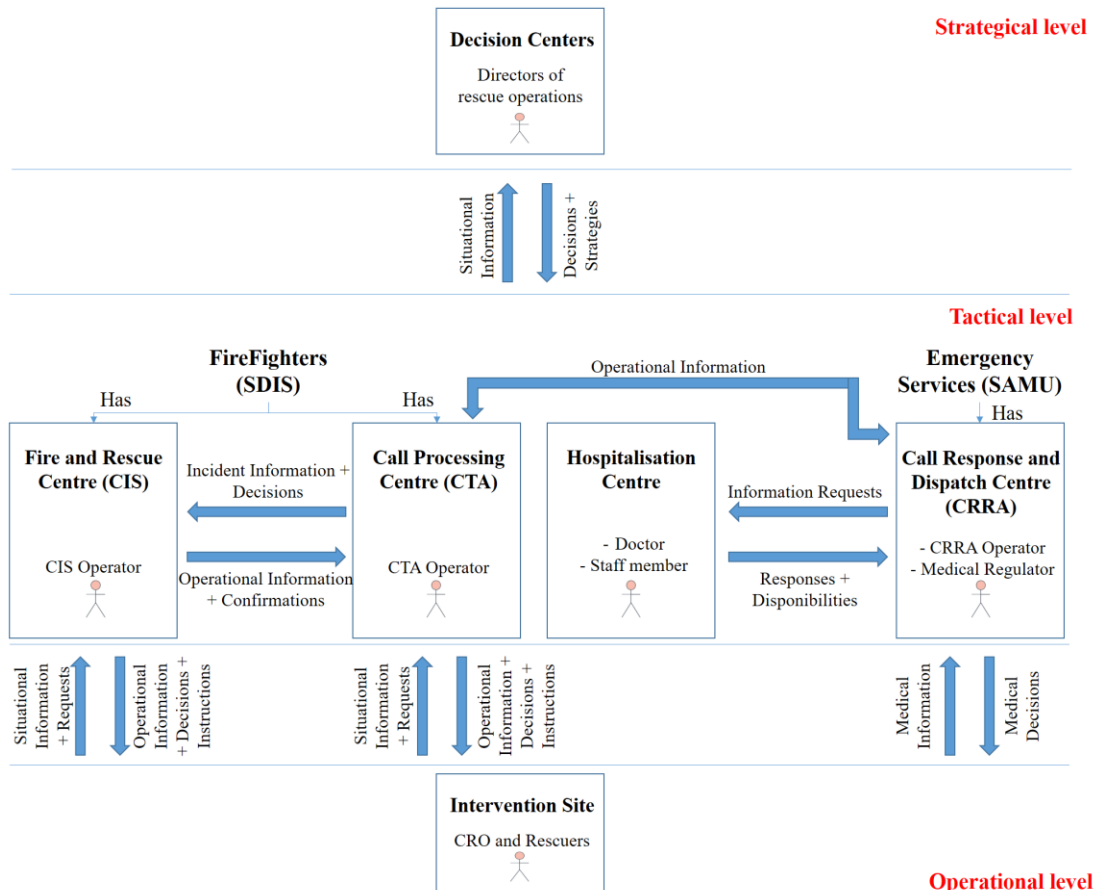 Strategical level
Decision Centers
Directors of
rescue operations
Situational
Information
Decisions +
Strategies
Tactical level
FireFighters
(SDIS)
Operational Information
Emergency
Services (SAMU)
Has
Has
Has
Fire and Rescue
Centre (CIS)
CIS Operator
Incident Information +
Decisions
Operational Information
+ Confirmations
Call Processing
Centre (CTA)
CTA Operator
Hospitalisation
Centre
- Doctor
- Staff member
Information Requests
Responses +
Disponibilities
Call Response and
Dispatch Centre
(CRRA)
- CRRA Operator
- Medical Regulator
Situational
Information
+ Requests
Operational
Information
+ Decisions +
Instructions
Situational
Information
+ Requests
Operational
Information +
Decisions +
Instructions
Medical
Information
Medical
Decisions
Intervention Site
CRO and Rescuers
Operational level